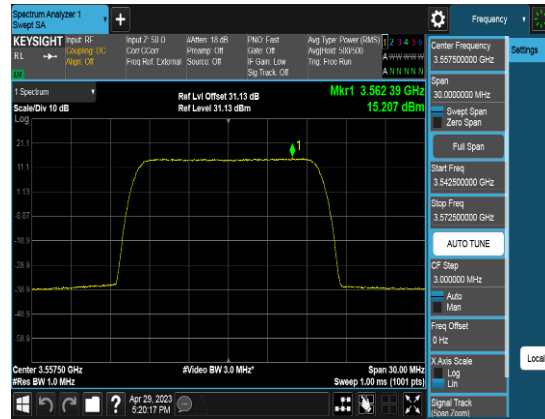 Spectrum Analyzer 1
Swept SA
Frequency
KEYSIGHT
RL
Input: RF
Coupling: DC
Align: Off
Input Z: 50 Ω
Corr CCorr
Freq Ref: External
#Atten: 18 dB
Preamp: Off
Source: Off
PNO: Fast
Gate: Off
IF Gain: Low
Sig Track: Off
Avg Type: Power (RMS)
Avg|Hold: 500/500
Trig: Free Run
1 2 3 4 5 6
A W W W W W
A N N N N N
LXI
1 Spectrum
Scale/Div 10 dB
Log
Ref Lvl Offset 31.13 dB
Ref Level 31.13 dBm
Mkr1 3.562 39 GHz
15.207 dBm
1
21.1
11.1
1.13
-8.87
-18.9
-28.9
-38.9
-48.9
-58.9
Center 3.55750 GHz
#Res BW 1.0 MHz
#Video BW 3.0 MHz*
Span 30.00 MHz
Sweep 1.00 ms (1001 pts)
Apr 29, 2023
5:20:17 PM
Center Frequency
3.557500000 GHz
Span
30.0000000 MHz
Swept Span
Zero Span
Full Span
Start Freq
3.542500000 GHz
Stop Freq
3.572500000 GHz
AUTO TUNE
CF Step
3.000000 MHz
Auto
Man
Freq Offset
0 Hz
X Axis Scale
Log
Lin
Signal Track
(Span Zoom)
Settings
Local